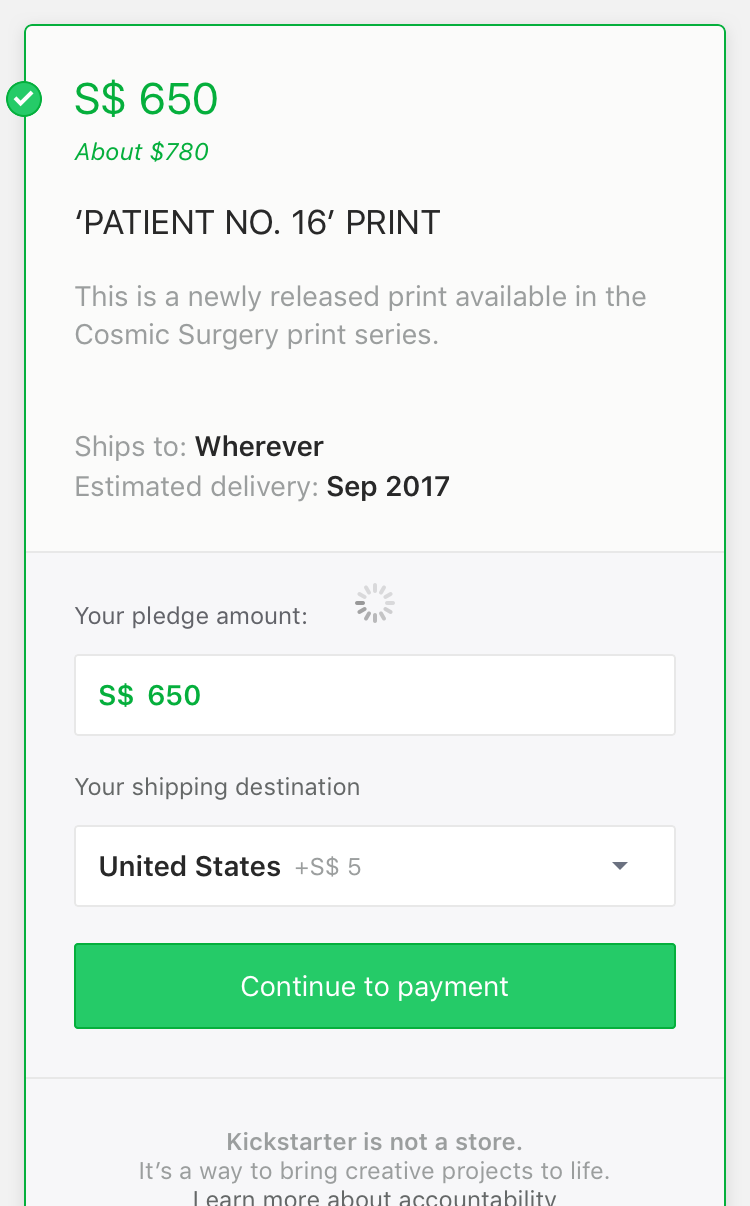 S$ 650
About $780
‘PATIENT NO. 16’ PRINT
This is a newly released print available in the
Cosmic Surgery print series.
Ships to: Wherever
Estimated delivery: Sep 2017
Your pledge amount:
S$ 650
Your shipping destination
United States +S$ 5
Continue to payment
Kickstarter is not a store.
It’s a way to bring creative projects to life.
Learn more about accountability